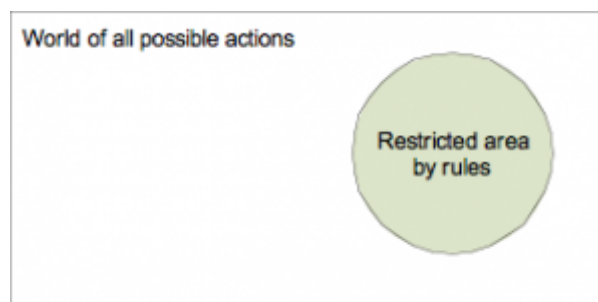 World of all possible actions
Restricted area
by rules